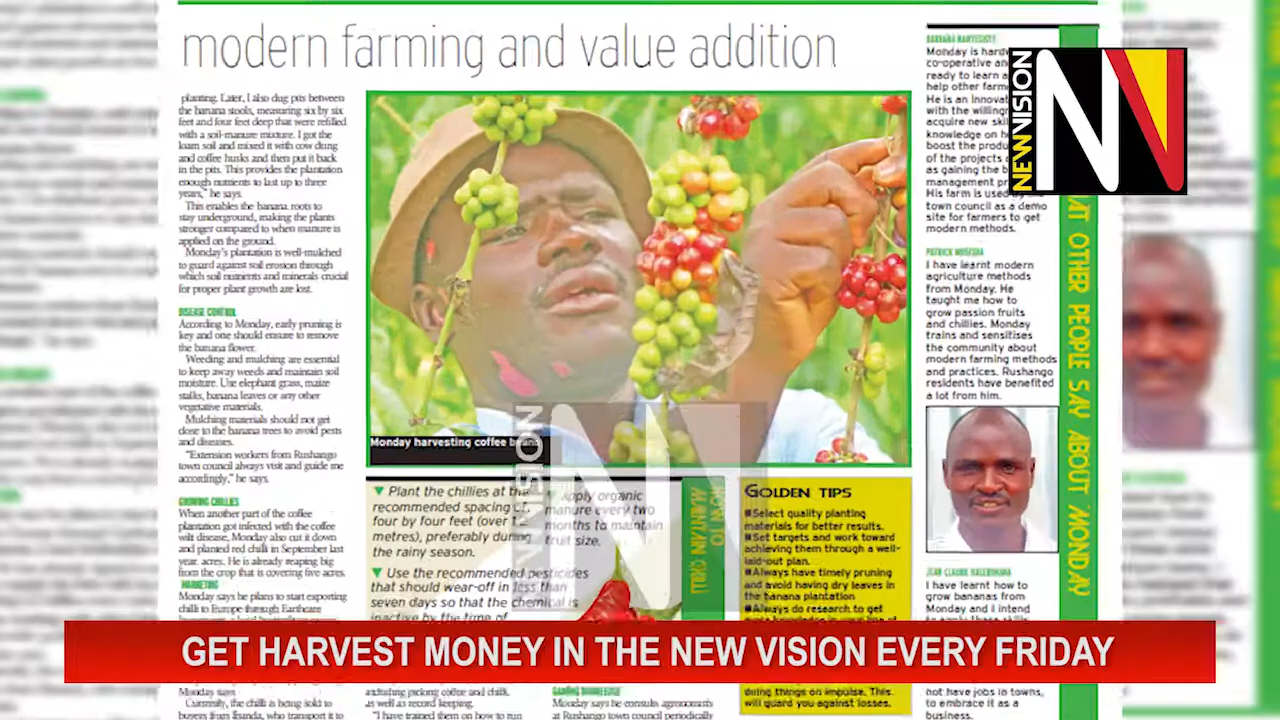 modern farming and value addition
planting. Later, I also dug pits between
the banana stools, measuring six by six
feet and four feet deep that were refilled
with a soil-manure mixture. I got the
loam soil and mixed it with cow dung
and coffee husks and then put it back
in the pits. This provides the plantation
enough nutrients to last up to three
years," he says.
This enables the banana roots to
stay underground, making the plants
stronger compared to when manure is
applied on the ground.
Monday's plantation is well-mulched
to guard against soil erosion through
which soil nutrients and minerals crucial
for proper plant growth are lost.
DISEASE CONTROL
According to Monday, early pruning is
key and one should ensure to remove
the banana flower.
Weeding and mulching are essential
to keep away weeds and maintain soil
moisture. Use elephant grass, maize
stalks, banana leaves or any other
vegetative materials.
Mulching materials should not get
close to the banana trees to avoid pests
and diseases.
"Extension workers from Rushango
town council always visit and guide me
accordingly," he says.
GROWING CHILLIES
When another part of the coffee
plantation got infected with the coffee
wilt disease, Monday also cut it down
and planted red chilli in September last
year. acres. He is already reaping big
from the crop that is covering five acres.
MARKETING
Monday says he plans to start exporting
chilli to Europe through
Monday says.
Currently, the chilli is being sold to
buyers from who transport it to
Monday harvesting coffee beans
▼ Plant the chillies at the
recommended spacing of
four by four feet (over 1.
metres), preferably during
the rainy season.
▼ Use the recommended pesticides
that should wear-off in less than
seven days so that the chemical is
inactive by the time of
apply organic
manure every two
months to maintain
fruit size.
HOW TO
MAINTAIN CHILLI
including pruning coffee and chilli,
as well as record keeping.
"I have trained them on how to run
Monday says he consults agronomists
at Rushango town council periodically
GOLDEN TIPS
■Select quality planting
materials for better results.
■Set targets and work toward
achieving them through a well-
laid-out plan.
■Always have timely pruning
and avoid having dry leaves in
the banana plantation
■Always do research to get
doing things on impulse. This
will guard you against losses.
Monday is hardw
co-operative an
ready to learn a
help other farme
He is an innovat
with the willing
acquire new skil
knowledge on h
boost the produ
of the projects
as gaining the b
management pr
His farm is used
town council as a demo
site for farmers to get
modern methods.
I have learnt modern
agriculture methods
from Monday. He
taught me how to
grow passion fruits
and chillies. Monday
trains and sensitises
the community about
modern farming methods
and practices. Rushango
residents have benefited
a lot from him.
I have learnt how to
grow bananas from
Monday and I intend
to apply these skills
not have jobs in towns,
to embrace it as a
business.
AT OTHER PEOPLE SAY ABOUT MONDAY
NEW VISION
NEW VISION
GET HARVEST MONEY IN THE NEW VISION EVERY FRIDAY